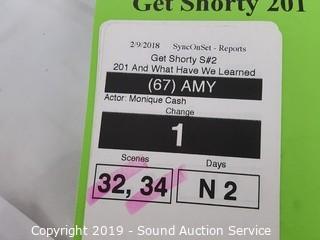 Get Shorty 201
2/9/2018 SyncOnSet - Reports
Get Shorty S#2
201 And What Have We Learned
(67) AMY
Actor: Monique Cash
Change
1
Scenes Days
32, 34 N 2
Copyright 2019 - Sound Auction Service